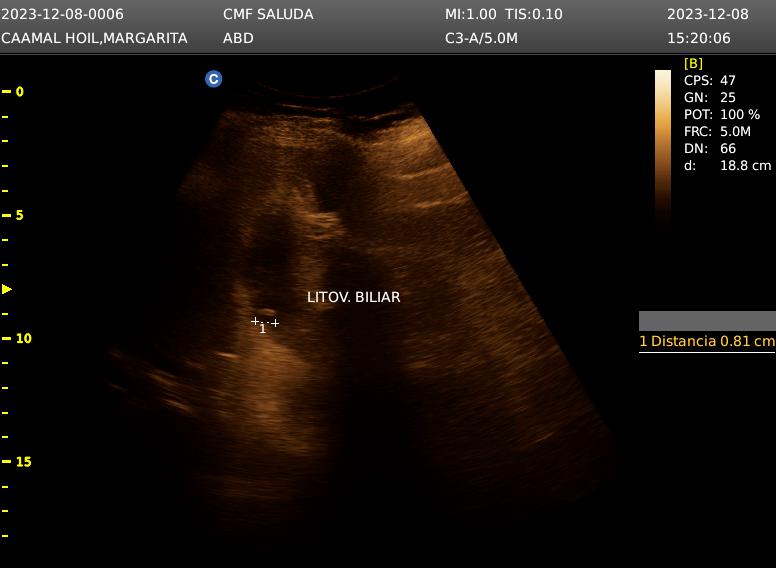 2023-12-08-0006 CMF SALUDA MI:1.00 TIS:0.10 2023-12-08
CAAMAL HOIL,MARGARITA ABD C3-A/5.0M 15:20:06
C
[B]
CPS: 47
GN: 25
POT: 100 %
FRC: 5.0M
DN: 66
d: 18.8 cm
0
5
10
15
LITOV. BILIAR
1
1 Distancia 0.81 cm